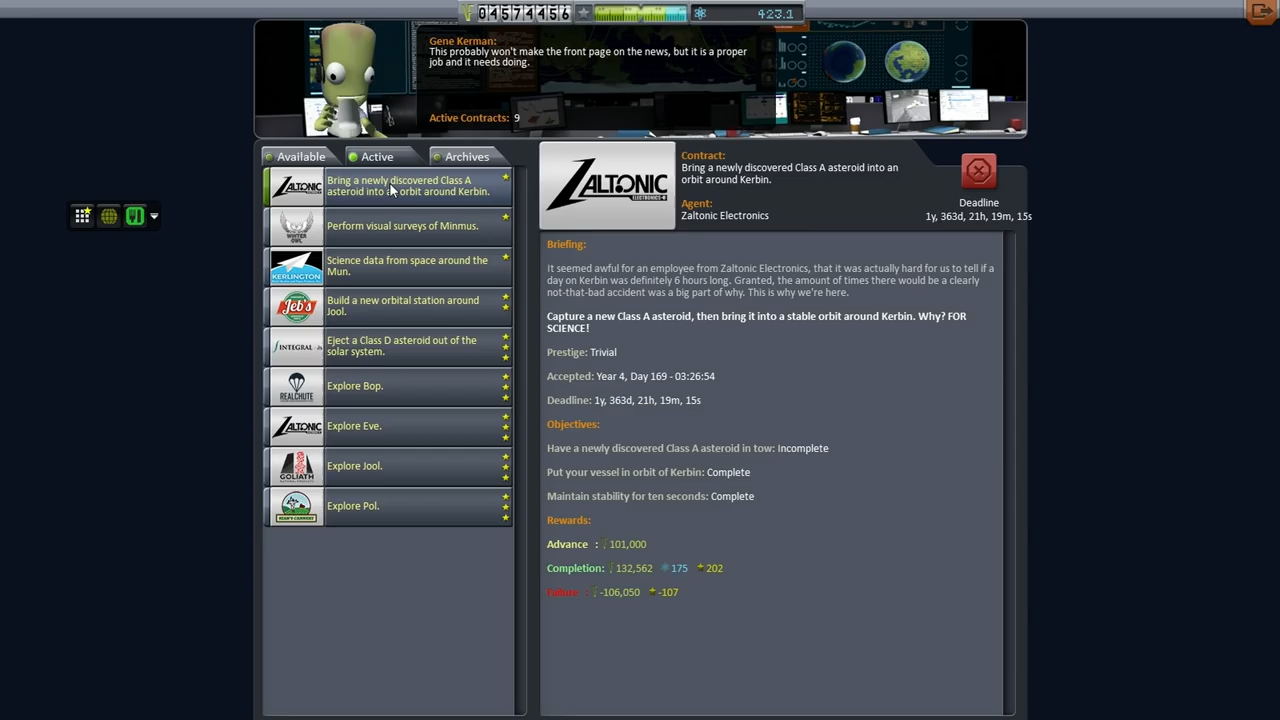 04574456
423.1
Gene Kerman:
This probably won't make the front page on the news, but it is a proper
job and it needs doing.
Active Contracts: 9
Available
Active
Archives
ZALTONIC
Bring a newly discovered Class A
asteroid into an orbit around Kerbin.
WINTER
OWL
Perform visual surveys of Minmus.
KERLINGTON
Science data from space around the
Mun.
Jeb's
Build a new orbital station around
Jool.
INTEGRAL
Eject a Class D asteroid out of the
solar system.
REALCHUTE
Explore Bop.
ZALTONIC
Explore Eve.
GOLIATH
Explore Jool.
Explore Pol.
ZALTONIC
ELECTRONICS
Contract:
Bring a newly discovered Class A asteroid into an
orbit around Kerbin.
Agent:
Zaltonic Electronics
Deadline
1y, 363d, 21h, 19m, 15s
Briefing:
It seemed awful for an employee from Zaltonic Electronics, that it was actually hard for us to tell if a
day on Kerbin was definitely 6 hours long. Granted, the amount of times there would be a clearly
not-that-bad accident was a big part of why. This is why we're here.
Capture a new Class A asteroid, then bring it into a stable orbit around Kerbin. Why? FOR
SCIENCE!
Prestige: Trivial
Accepted: Year 4, Day 169 - 03:26:54
Deadline: 1y, 363d, 21h, 19m, 15s
Objectives:
Have a newly discovered Class A asteroid in tow: Incomplete
Put your vessel in orbit of Kerbin: Complete
Maintain stability for ten seconds: Complete
Rewards:
Advance : 101,000
Completion: 132,562 175 202
Failure : -106,050 -107